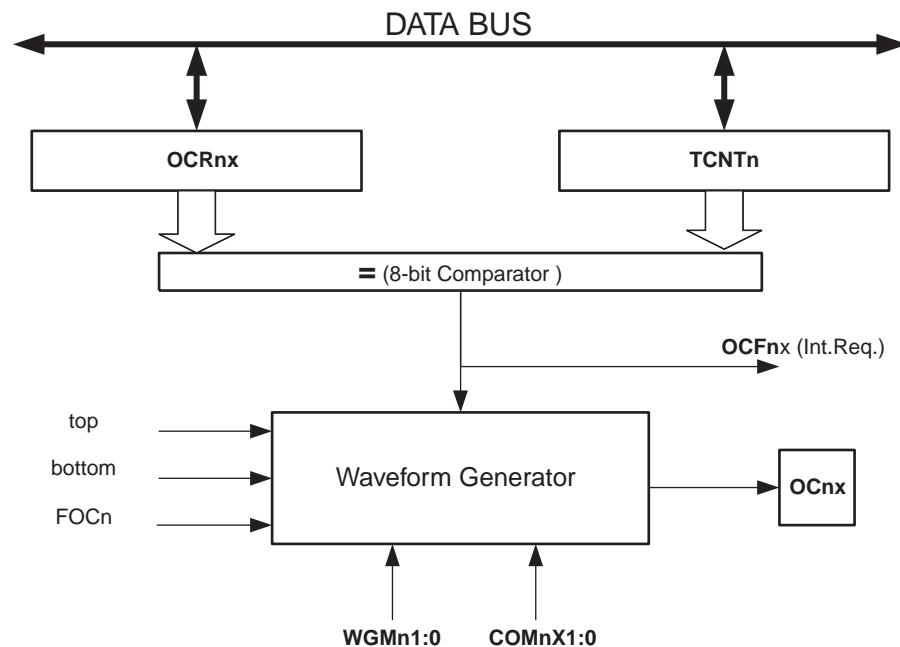 DATA BUS
OCRnx
TCNTn
= (8-bit Comparator )
OCFnx (Int.Req.)
top
bottom
FOCn
Waveform Generator
OCnx
WGMn1:0
COMnX1:0